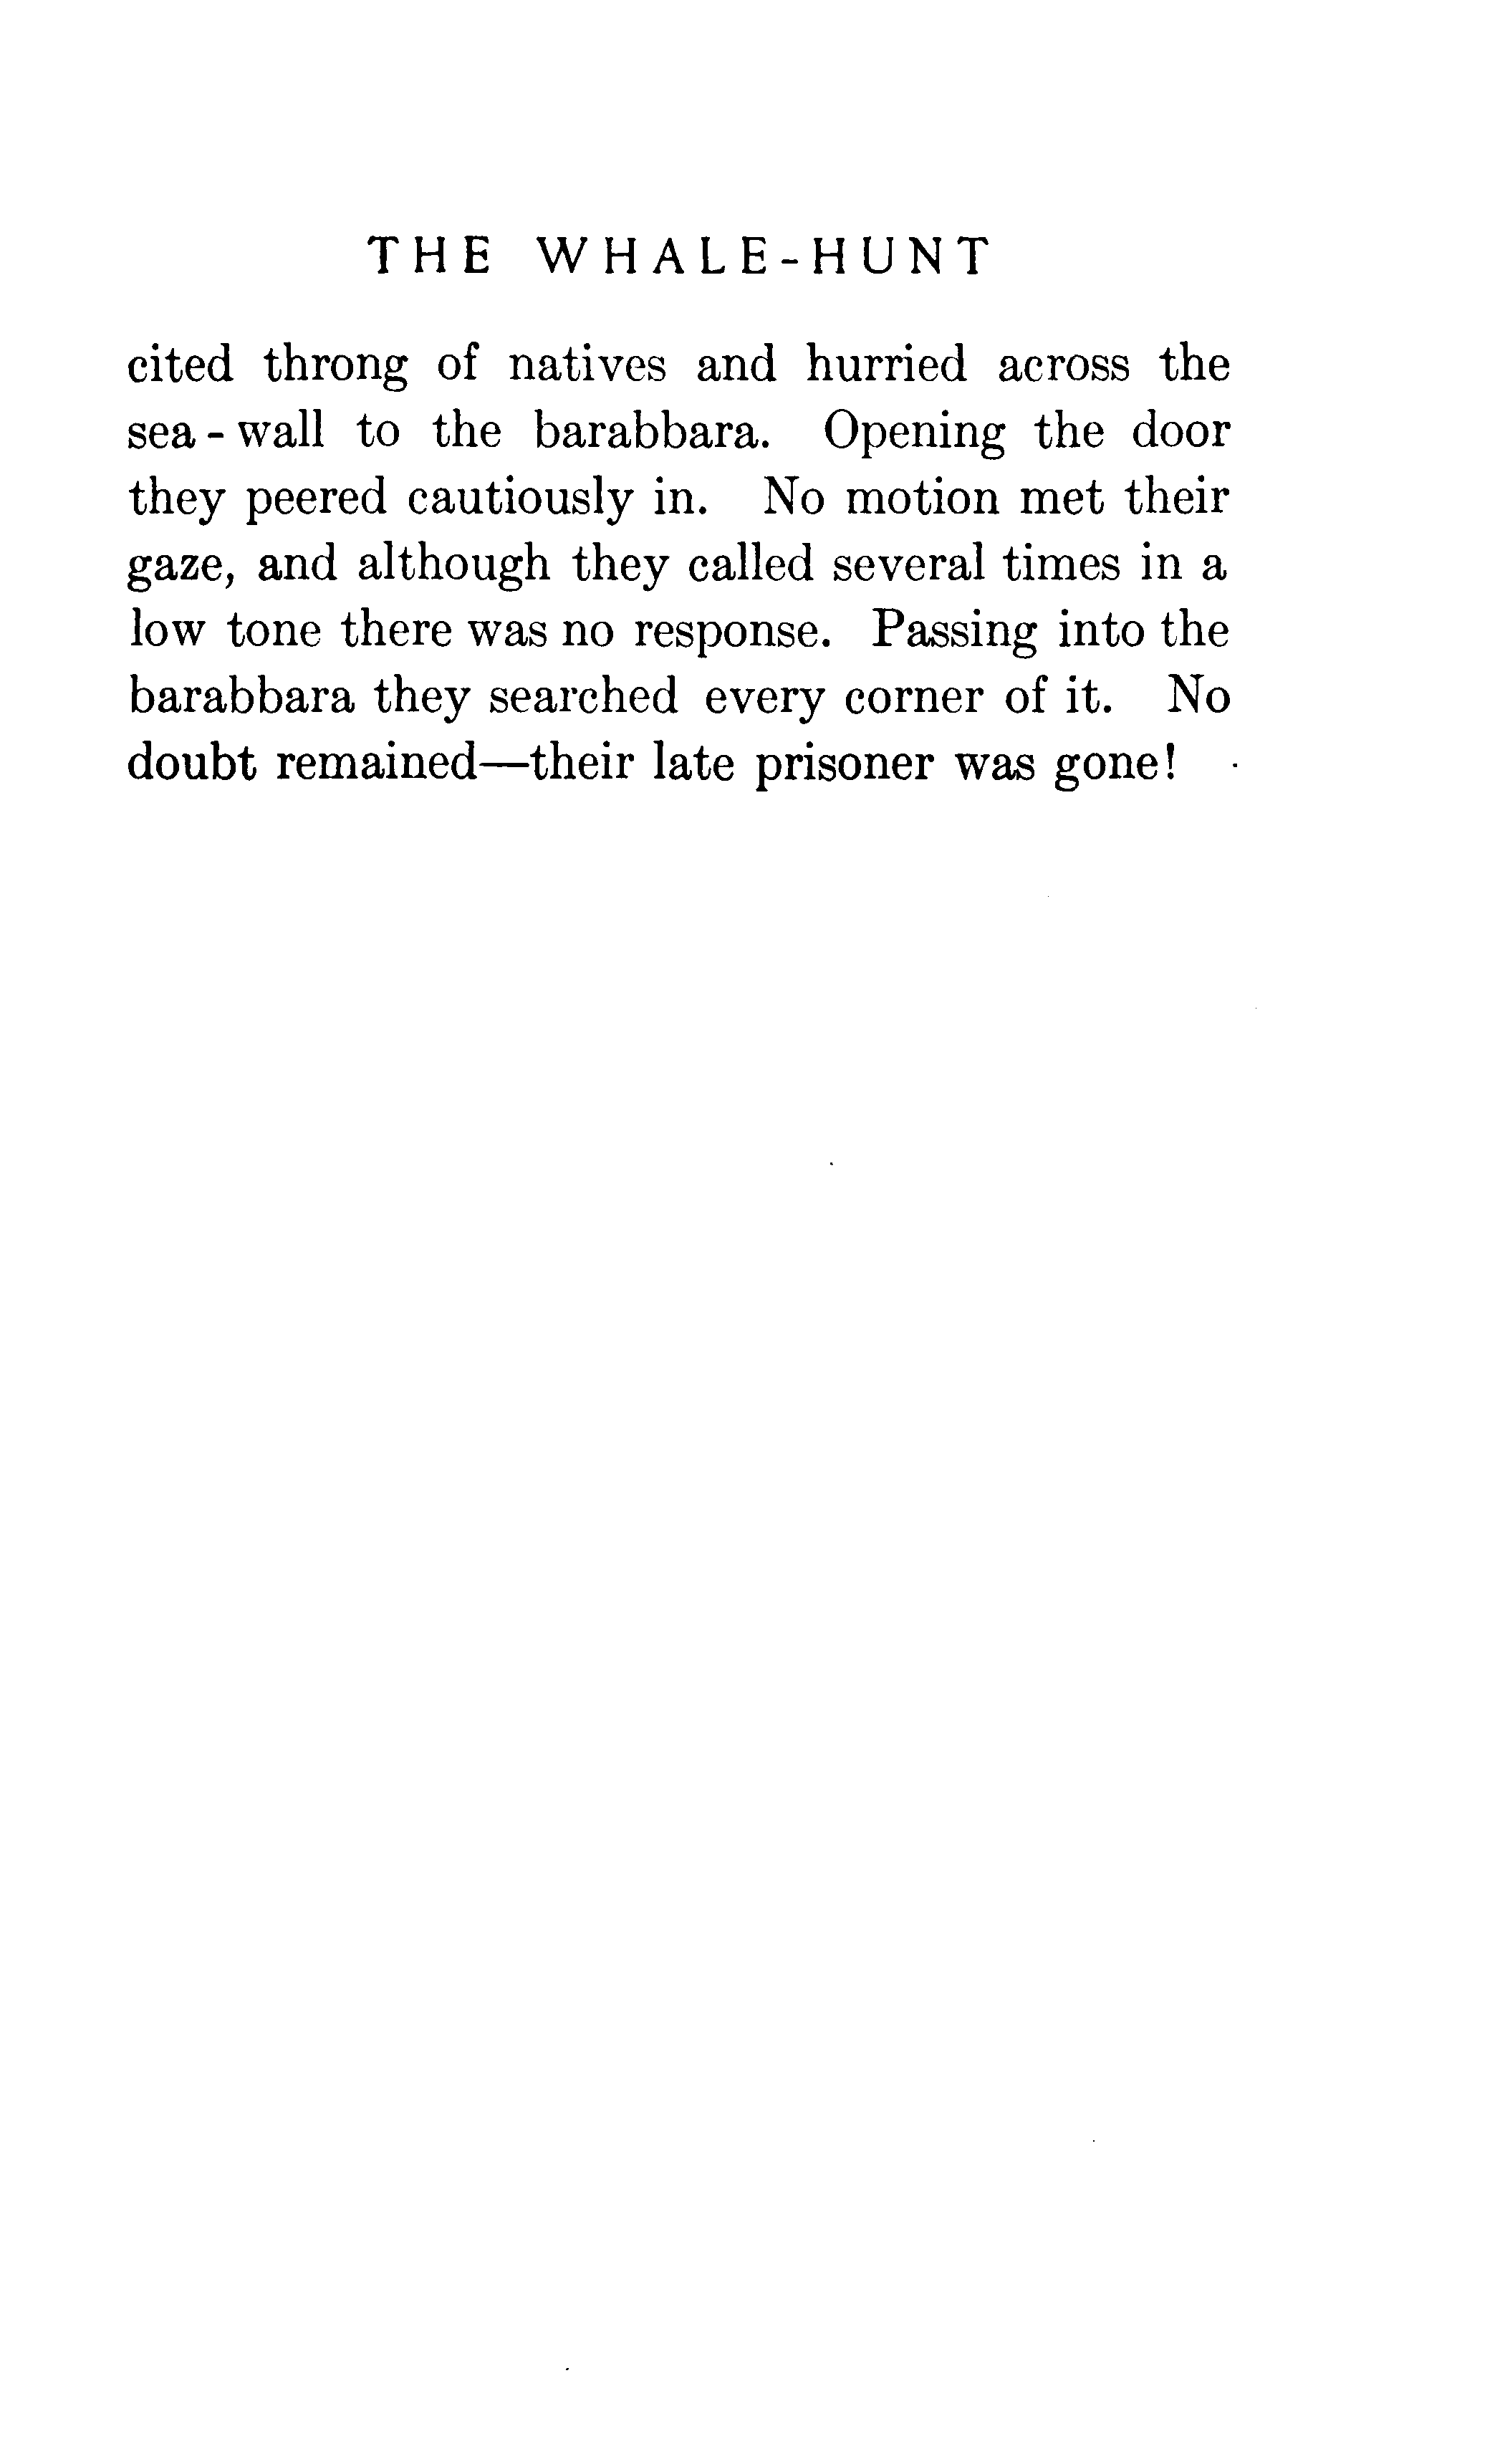 THE WHALE-HUNT
cited throng of natives and hurried across the
sea-wall to the barabbara. Opening the door
they peered cautiously in. No motion met their
gaze, and although they called several times in a
low tone there was no response. Passing into the
barabbara they searched every corner of it. No
doubt remained—their late prisoner was gone!